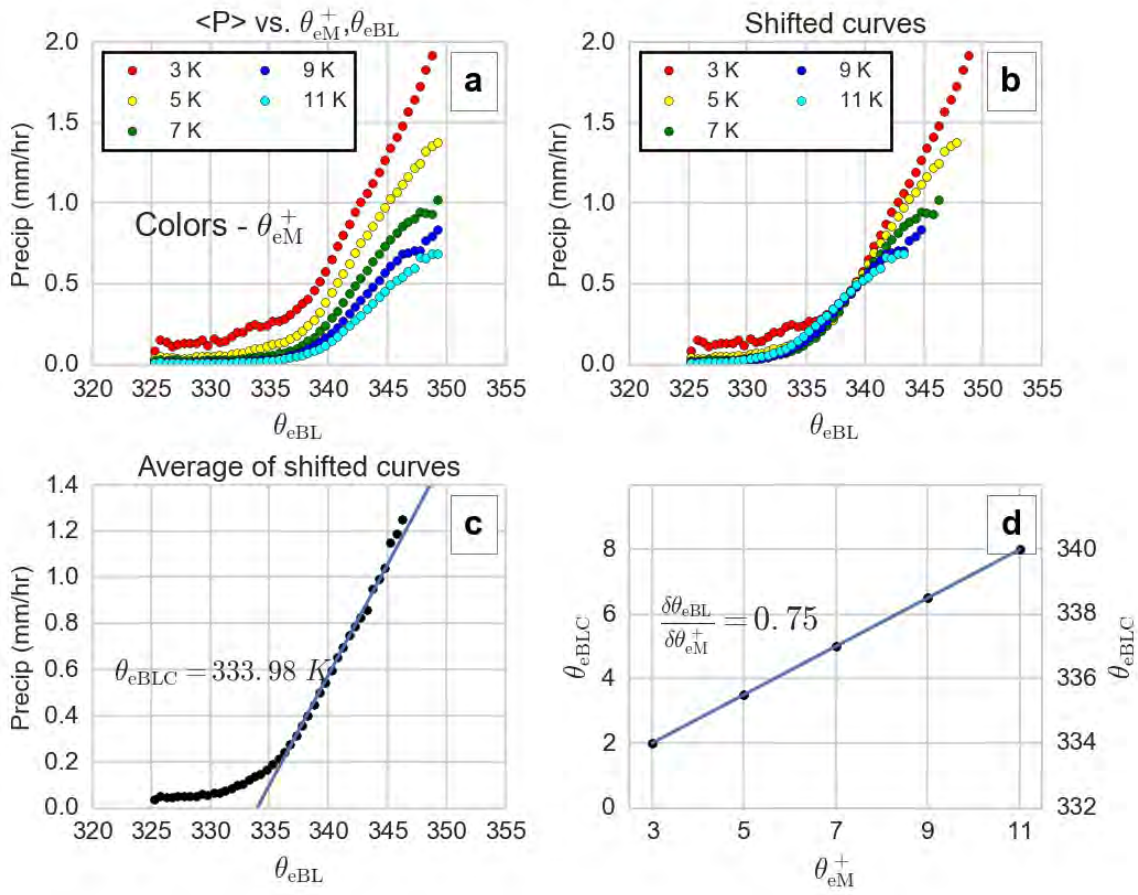 <P> vs. θ⁺eM,θeBL
2.0
1.5
1.0
0.5
0.0
Precip (mm/hr)
3 K
5 K
7 K
9 K
11 K
a
Colors - θ⁺eM
320 325 330 335 340 345 350 355
θeBL
Shifted curves
2.0
1.5
1.0
0.5
0.0
Precip (mm/hr)
3 K
5 K
7 K
9 K
11 K
b
320 325 330 335 340 345 350 355
θeBL
Average of shifted curves
1.4
1.2
1.0
0.8
0.6
0.4
0.2
0.0
Precip (mm/hr)
c
θeBLC = 333.98 K
320 325 330 335 340 345 350 355
θeBL
8
6
4
2
0
θeBLC
d
δθeBL/δθ⁺eM = 0.75
340
338
336
334
332
θeBLC
3 5 7 9 11
θ⁺eM